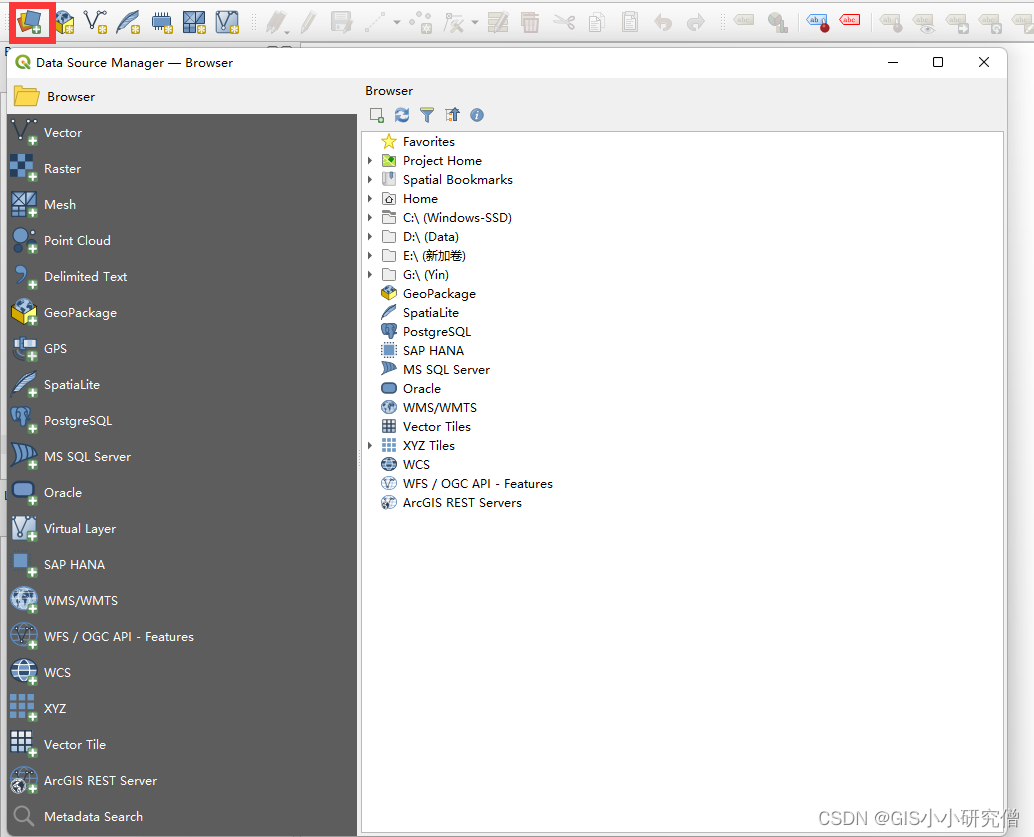 Data Source Manager — Browser
Browser
Vector
Raster
Mesh
Point Cloud
Delimited Text
GeoPackage
GPS
SpatiaLite
PostgreSQL
MS SQL Server
Oracle
Virtual Layer
SAP HANA
WMS/WMTS
WFS / OGC API - Features
WCS
XYZ
Vector Tile
ArcGIS REST Server
Metadata Search
Browser
Favorites
Project Home
Spatial Bookmarks
Home
C:\ (Windows-SSD)
D:\ (Data)
E:\ (新加卷)
G:\ (Yin)
GeoPackage
SpatiaLite
PostgreSQL
SAP HANA
MS SQL Server
Oracle
WMS/WMTS
Vector Tiles
XYZ Tiles
WCS
WFS / OGC API - Features
ArcGIS REST Servers
CSDN @GIS小小研究僧